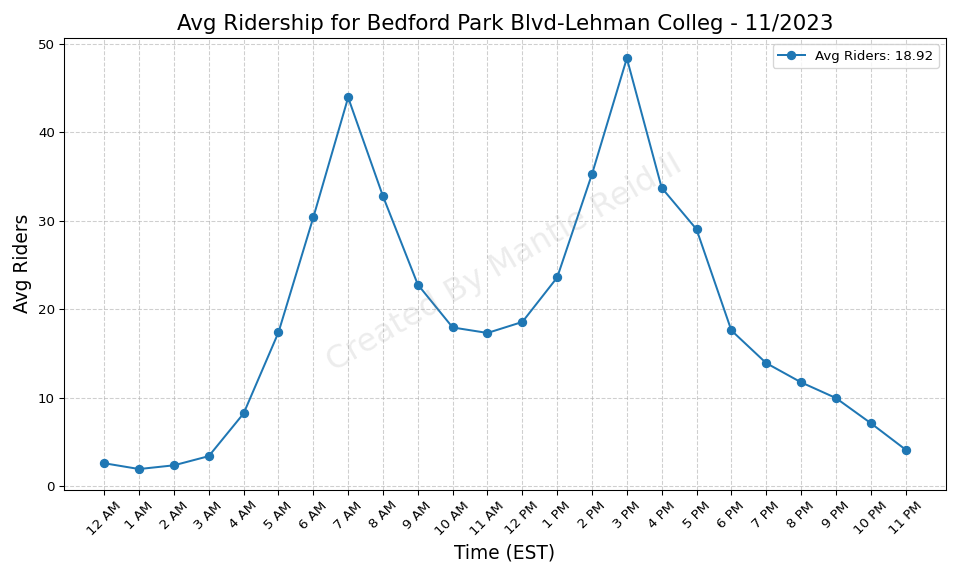 Avg Ridership for Bedford Park Blvd-Lehman Colleg - 11/2023
Avg Riders: 18.92
50
40
30
20
10
0
Avg Riders
Created By Mantic Reid II
12 AM
1 AM
2 AM
3 AM
4 AM
5 AM
6 AM
7 AM
8 AM
9 AM
10 AM
11 AM
12 PM
1 PM
2 PM
3 PM
4 PM
5 PM
6 PM
7 PM
8 PM
9 PM
10 PM
11 PM
Time (EST)